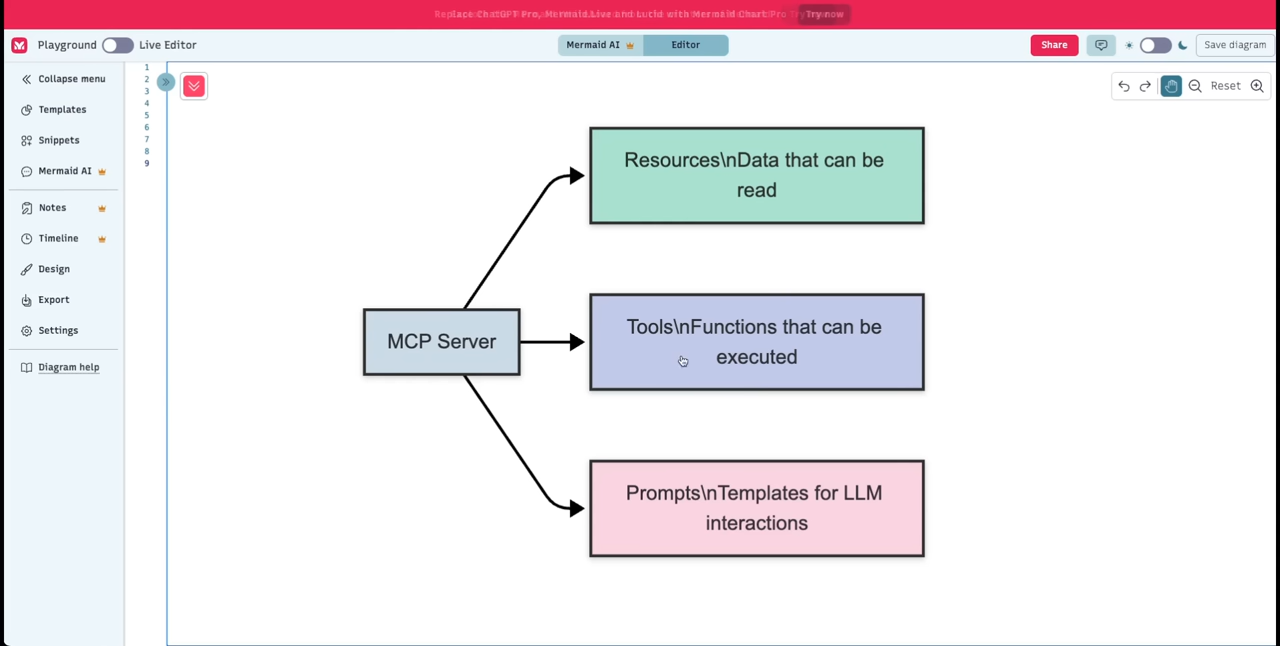 Try now
Playground
Live Editor
Mermaid AI
Editor
Share
Save diagram
Collapse menu
Templates
Snippets
Mermaid AI
Notes
Timeline
Design
Export
Settings
Diagram help
1
2
3
4
5
6
7
8
9
Reset
Resources\nData that can be
read
MCP Server
Tools\nFunctions that can be
executed
Prompts\nTemplates for LLM
interactions